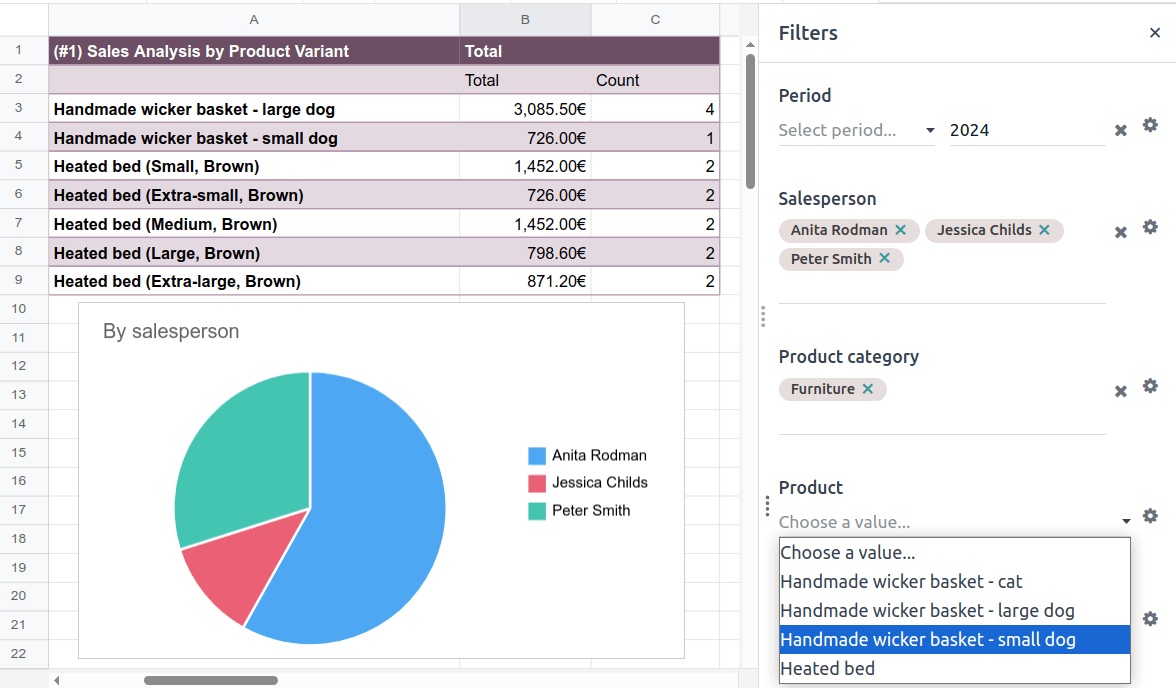 A B C
1 (#1) Sales Analysis by Product Variant Total
2 Total Count
3 Handmade wicker basket - large dog 3,085.50€ 4
4 Handmade wicker basket - small dog 726.00€ 1
5 Heated bed (Small, Brown) 1,452.00€ 2
6 Heated bed (Extra-small, Brown) 726.00€ 2
7 Heated bed (Medium, Brown) 1,452.00€ 2
8 Heated bed (Large, Brown) 798.60€ 2
9 Heated bed (Extra-large, Brown) 871.20€ 2
10
11
12
13
14
15
16
17
18
19
20
21
22
By salesperson
Anita Rodman
Jessica Childs
Peter Smith
Filters ×
Period
Select period... 2024
Salesperson
Anita Rodman × Jessica Childs ×
Peter Smith ×
Product category
Furniture ×
Product
Choose a value...
Choose a value...
Handmade wicker basket - cat
Handmade wicker basket - large dog
Handmade wicker basket - small dog
Heated bed